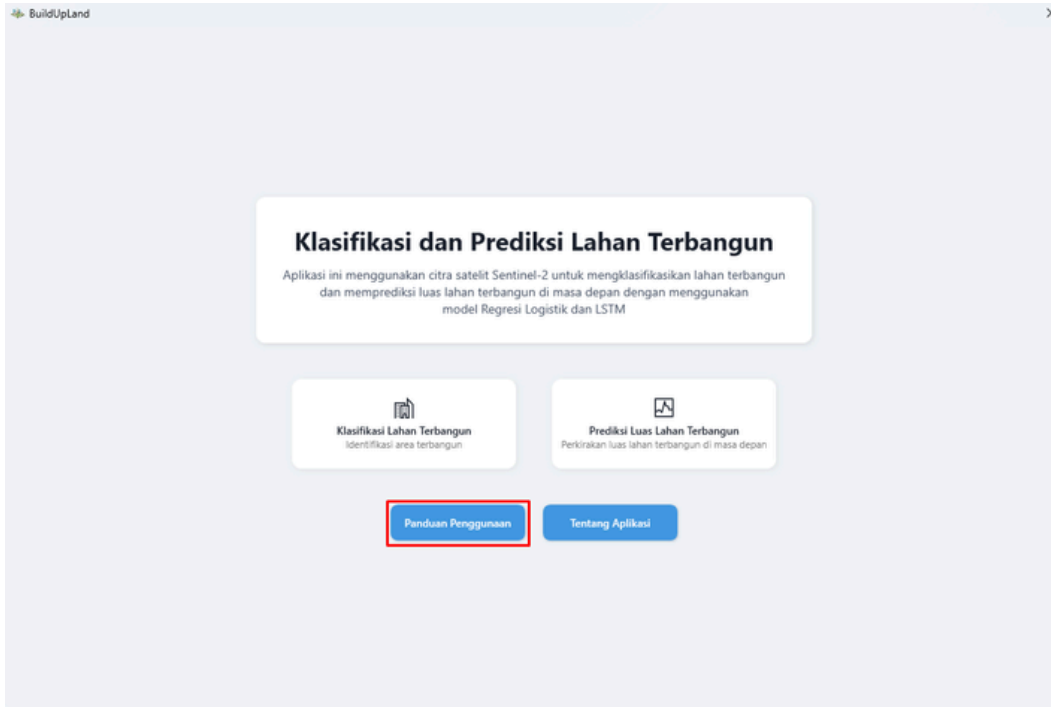 BuildUpLand
Klasifikasi dan Prediksi Lahan Terbangun
Aplikasi ini menggunakan citra satelit Sentinel-2 untuk mengklasifikasikan lahan terbangun
dan memprediksi luas lahan terbangun di masa depan dengan menggunakan
model Regresi Logistik dan LSTM
Klasifikasi Lahan Terbangun
Identifikasi area terbangun
Prediksi Luas Lahan Terbangun
Perkirakan luas lahan terbangun di masa depan
Panduan Penggunaan
Tentang Aplikasi